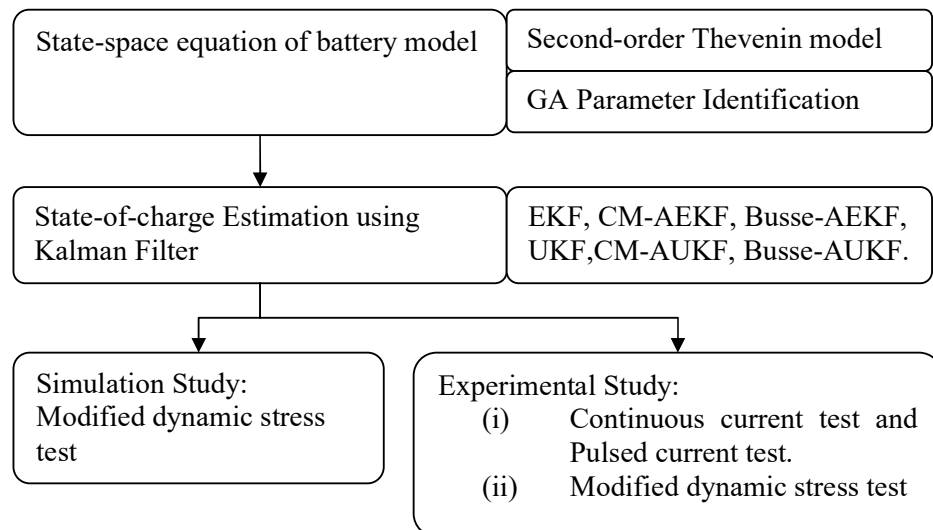 State-space equation of battery model
Second-order Thevenin model
GA Parameter Identification
State-of-charge Estimation using
Kalman Filter
EKF, CM-AEKF, Busse-AEKF,
UKF,CM-AUKF, Busse-AUKF.
Simulation Study:
Modified dynamic stress
test
Experimental Study:
(i) Continuous current test and
Pulsed current test.
(ii) Modified dynamic stress test